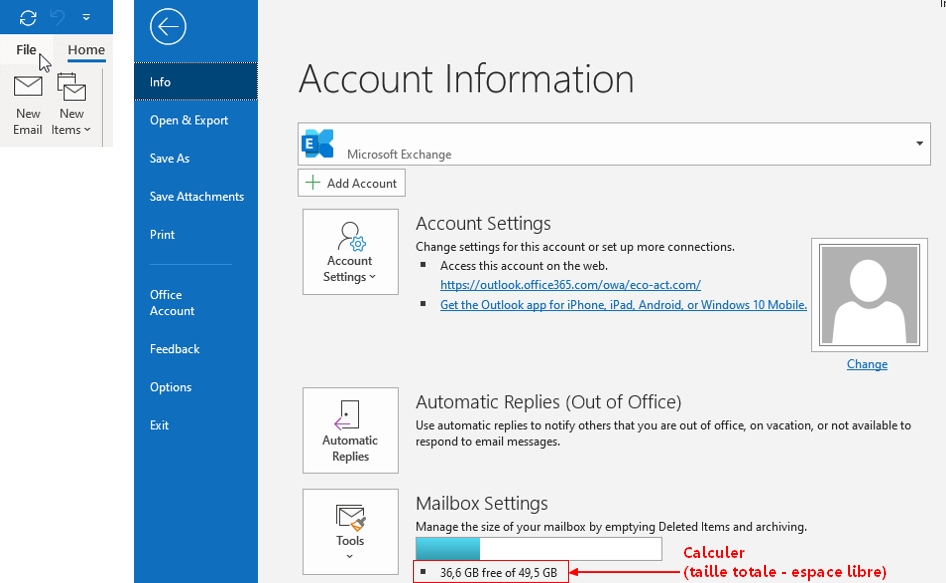 File
Home
New
Email
New
Items
Info
Open & Export
Save As
Save Attachments
Print
Office
Account
Feedback
Options
Exit
Account Information
E
Microsoft Exchange
Add Account
Account
Settings
Account Settings
Change settings for this account or set up more connections.
Access this account on the web.
https://outlook.office365.com/owa/eco-act.com/
Get the Outlook app for iPhone, iPad, Android, or Windows 10 Mobile.
Change
Automatic
Replies
Automatic Replies (Out of Office)
Use automatic replies to notify others that you are out of office, on vacation, or not available to
respond to email messages.
Tools
Mailbox Settings
Manage the size of your mailbox by emptying Deleted Items and archiving.
36,6 GB free of 49,5 GB
Calculer
(taille totale - espace libre)